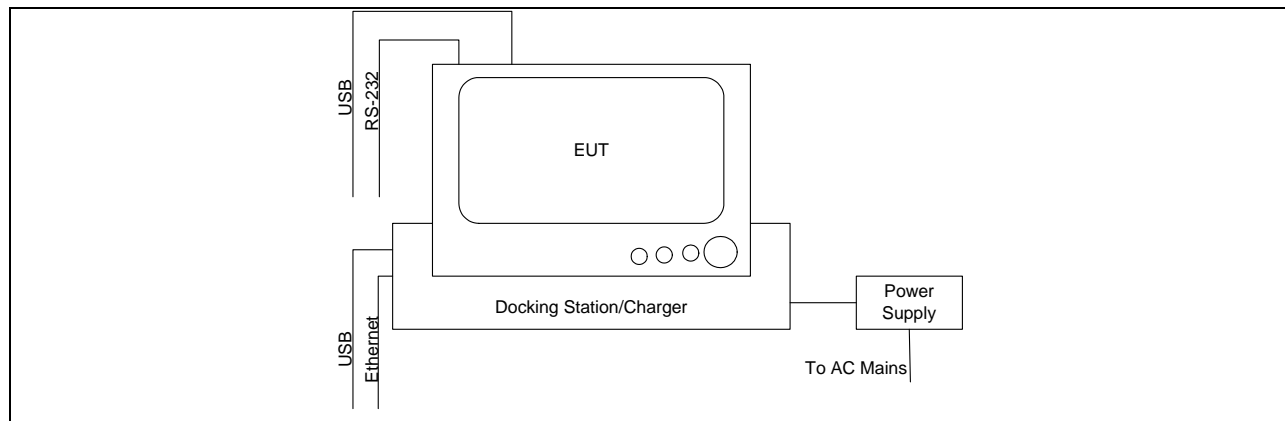 USB
RS-232
EUT
USB
Ethernet
Docking Station/Charger
Power
Supply
To AC Mains